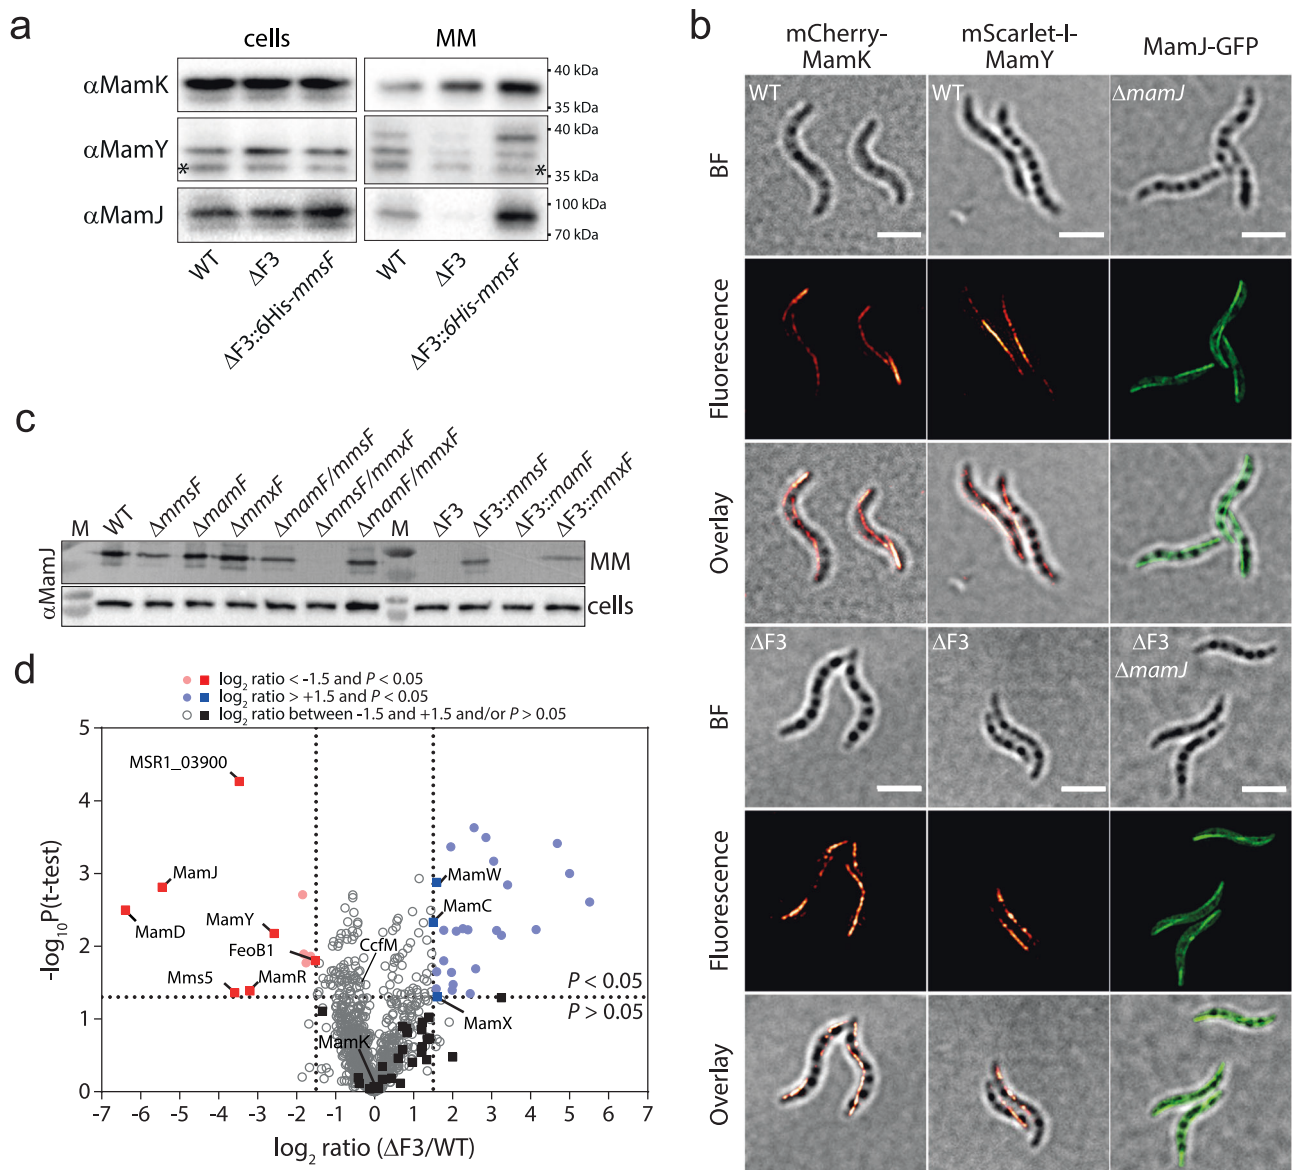 a
cells
MM
αMamK
40 kDa
35 kDa
αMamY
40 kDa
*
*
35 kDa
αMamJ
100 kDa
70 kDa
WT
ΔF3
ΔF3::6His-mmsF
WT
ΔF3
ΔF3::6His-mmsF
b
mCherry-
MamK
mScarlet-I-
MamY
MamJ-GFP
BF
WT
WT
ΔmamJ
Fluorescence
Overlay
BF
ΔF3
ΔF3
ΔF3
ΔmamJ
Fluorescence
Overlay
c
M
WT
ΔmmsF
ΔmamF
ΔmmxF
ΔmamF/mmsF
ΔmmsF/mmxF
ΔmamF/mmxF
M
ΔF3
ΔF3::mmsF
ΔF3::mamF
ΔF3::mmxF
αMamJ
MM
cells
d
log2 ratio < -1.5 and P < 0.05
log2 ratio > +1.5 and P < 0.05
log2 ratio between -1.5 and +1.5 and/or P > 0.05
-log10P(t-test)
5
4
3
2
1
0
MSR1_03900
MamJ
MamD
MamY
FeoB1
Mms5
MamR
CcfM
MamK
MamW
MamC
MamX
P < 0.05
P > 0.05
-7 -6 -5 -4 -3 -2 -1 0 1 2 3 4 5 6 7
log2 ratio (ΔF3/WT)